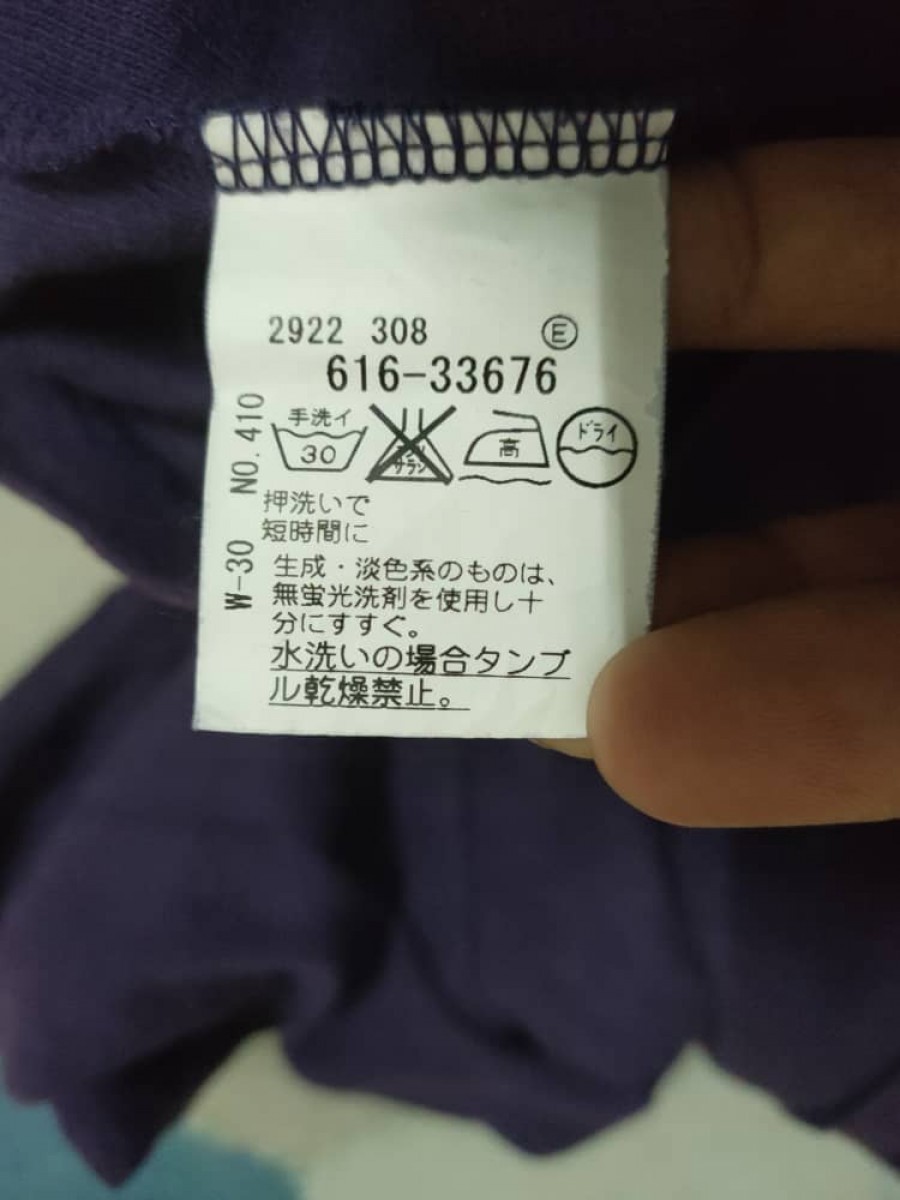 2922 308 Ⓔ
616-33676
手洗イ
30
エンソ
サラシ
高
ドライ
W-30 NO.410
押洗いで
短時間に
生成・淡色系のものは、
無蛍光洗剤を使用し十
分にすすぐ。
水洗いの場合タンブ
ル乾燥禁止。